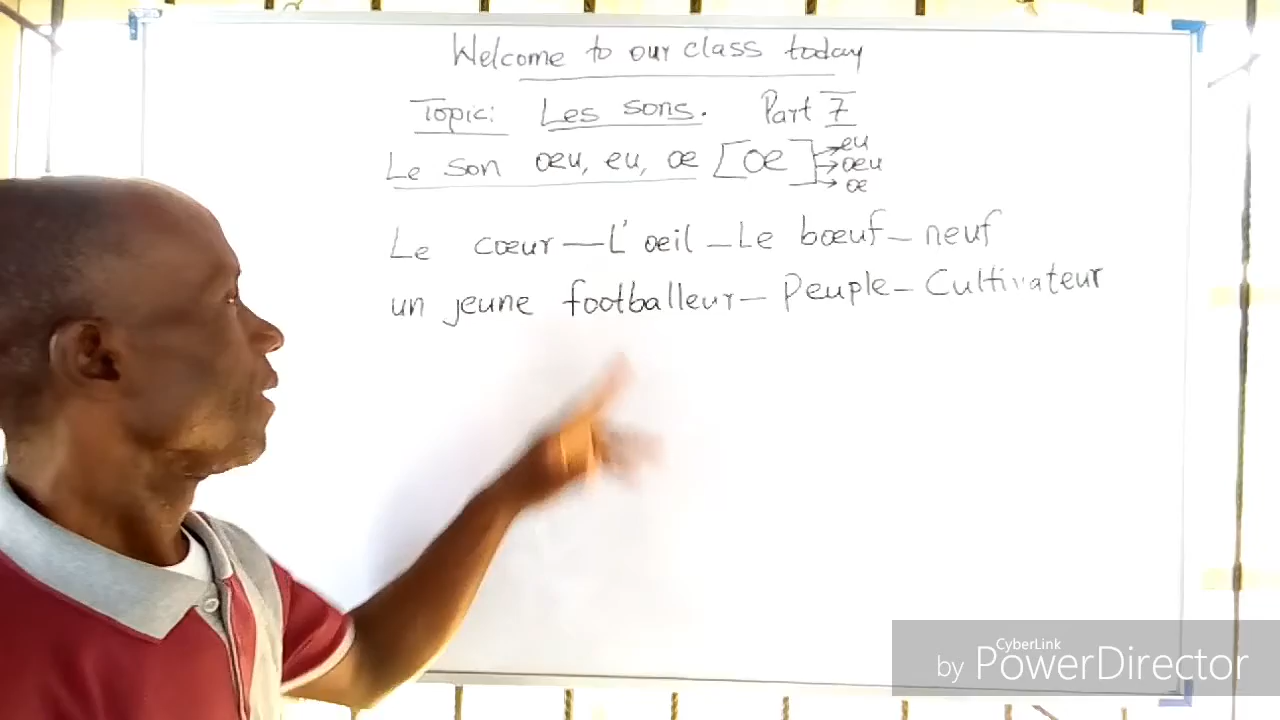 Welcome to our class today
Topic: Les sons. Part 7
Le son œu, eu, œ [œ] → eu
→ œu
→ œ
Le cœur — L'oeil — Le bœuf — neuf
un jeune footballeur — Peuple — Cultivateur
CyberLink
by PowerDirector